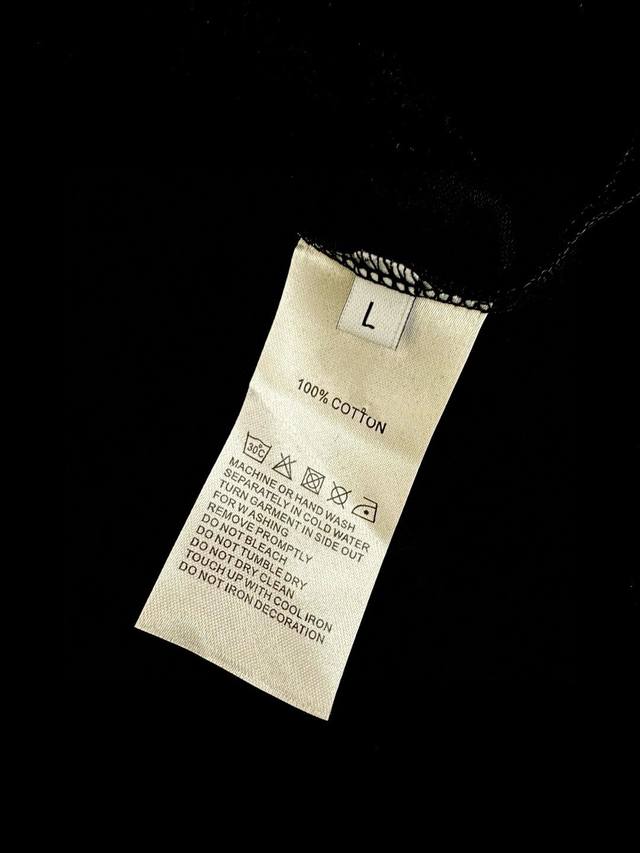 L
100% COTTON
30°C
MACHINE OR HAND WASH
SEPARATELY IN COLD WATER
TURN GARMENT IN SIDE OUT
FOR WASHING
REMOVE PROMPTLY
DO NOT BLEACH
DO NOT TUMBLE DRY
DO NOT DRY CLEAN
TOUCH UP WITH COOL IRON
DO NOT IRON DECORATION